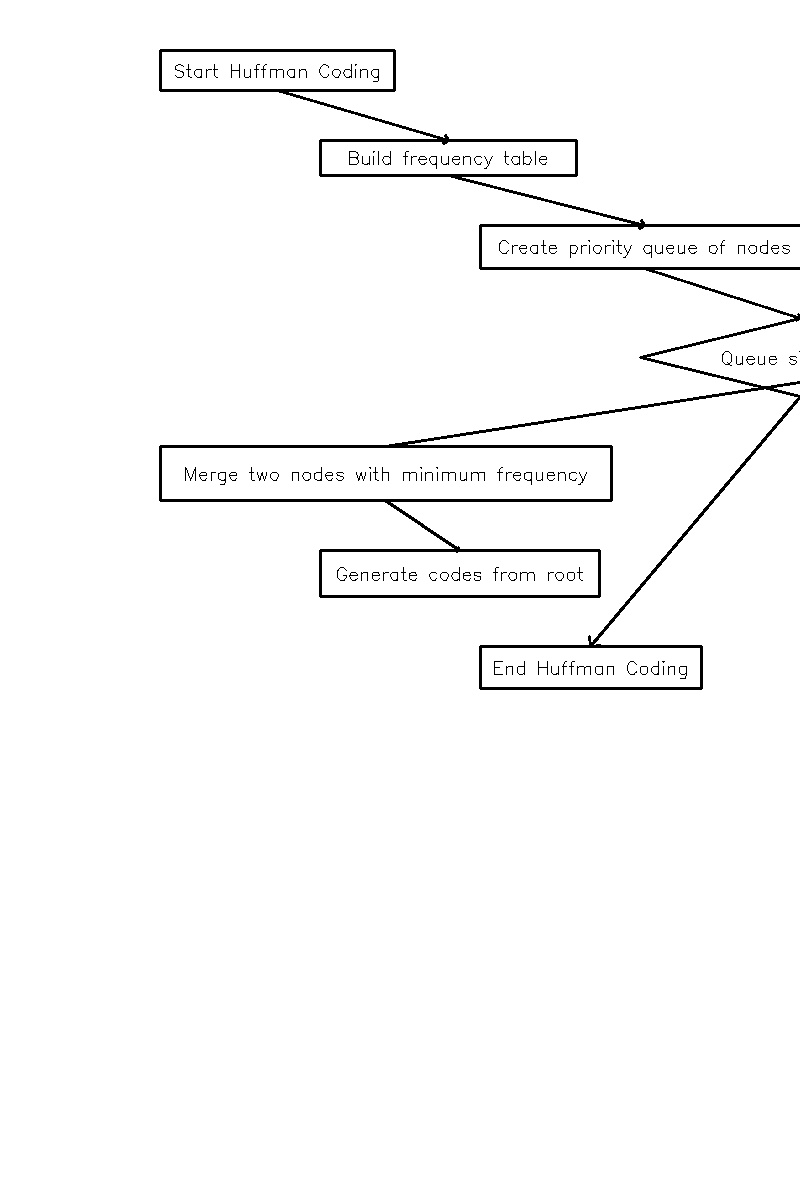 Start Huffman Coding
Build frequency table
Create priority queue of nodes
Queue
Merge two nodes with minimum frequency
Generate codes from root
End Huffman Coding